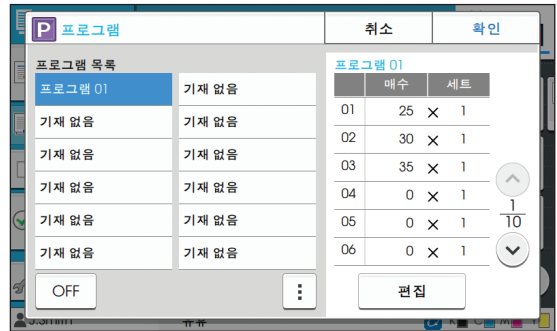 P 프로그램
취소
확인
프로그램 목록
프로그램 01
기재 없음
기재 없음
기재 없음
기재 없음
기재 없음
기재 없음
기재 없음
기재 없음
기재 없음
기재 없음
기재 없음
OFF
프로그램 01
매수 세트
01 25 × 1
02 30 × 1
03 35 × 1
04 0 × 1
05 0 × 1
06 0 × 1
1
10
편집
K C M Y